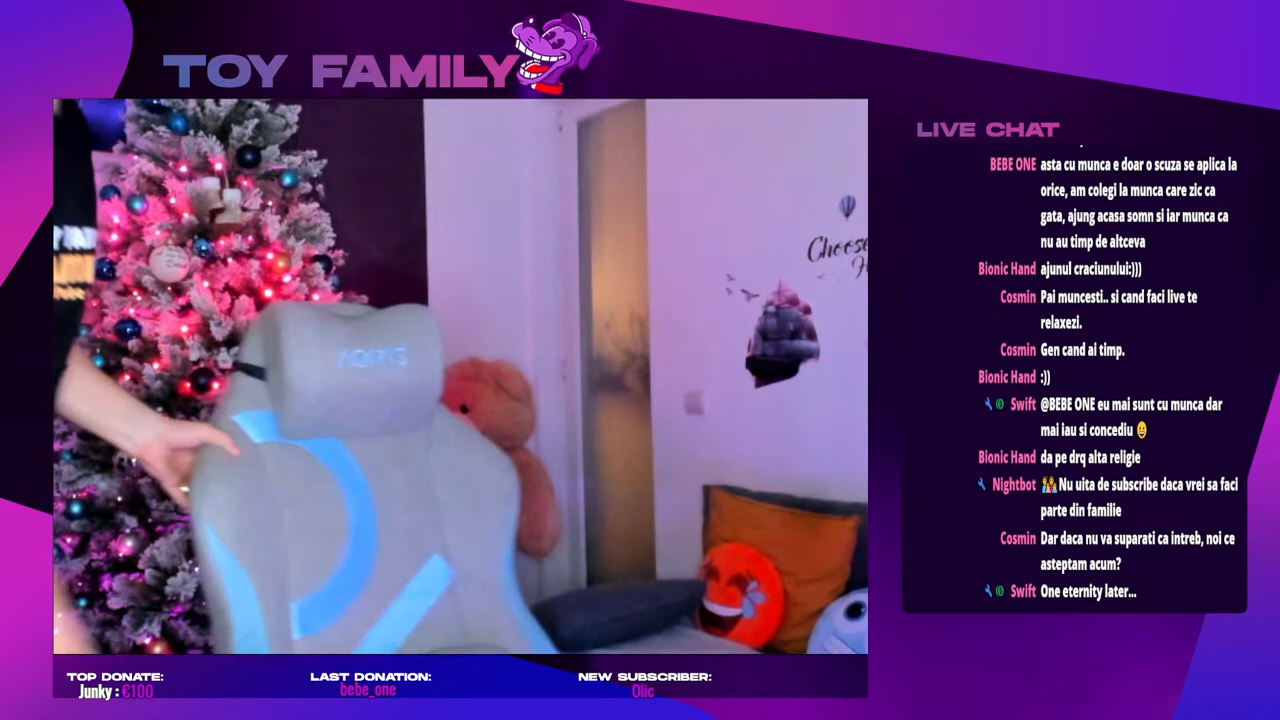 TOY FAMILY
LIVE CHAT
BEBE ONE asta cu munca e doar o scuza se aplica la
orice, am colegi la munca care zic ca
gata, ajung acasa somn si iar munca ca
nu au timp de altceva
Bionic Hand ajunul craciunului:)))
Cosmin Pai muncesti.. si cand faci live te
relaxezi.
Cosmin Gen cand ai timp.
Bionic Hand :))
Swift @BEBE ONE eu mai sunt cu munca dar
mai iau si concediu 😀
Bionic Hand da pe drq alta religie
Nightbot Nu uita de subscribe daca vrei sa faci
parte din familie
Cosmin Dar daca nu va suparati ca intreb, noi ce
asteptam acum?
Swift One eternity later...
Choose
TOP DONATE:
Junky : €100
LAST DONATION:
bebe_one
NEW SUBSCRIBER:
Olic